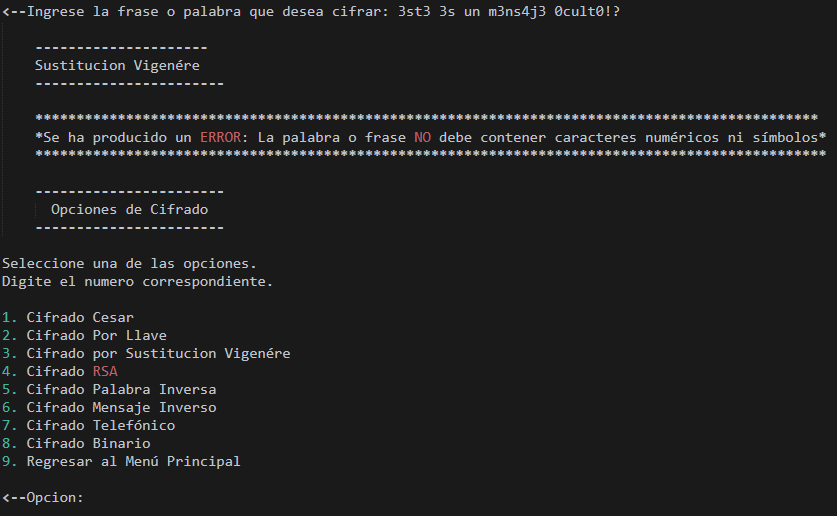 <--Ingrese la frase o palabra que desea cifrar: 3st3 3s un m3ns4j3 0cult0!?
---------------------
Sustitucion Vigenére
-----------------------
***********************************************************************************************
*Se ha producido un ERROR: La palabra o frase NO debe contener caracteres numéricos ni símbolos*
************************************************************************************************
-----------------------
Opciones de Cifrado
-----------------------
Seleccione una de las opciones.
Digite el numero correspondiente.
1. Cifrado Cesar
2. Cifrado Por Llave
3. Cifrado por Sustitucion Vigenére
4. Cifrado RSA
5. Cifrado Palabra Inversa
6. Cifrado Mensaje Inverso
7. Cifrado Telefónico
8. Cifrado Binario
9. Regresar al Menú Principal
<--Opcion: